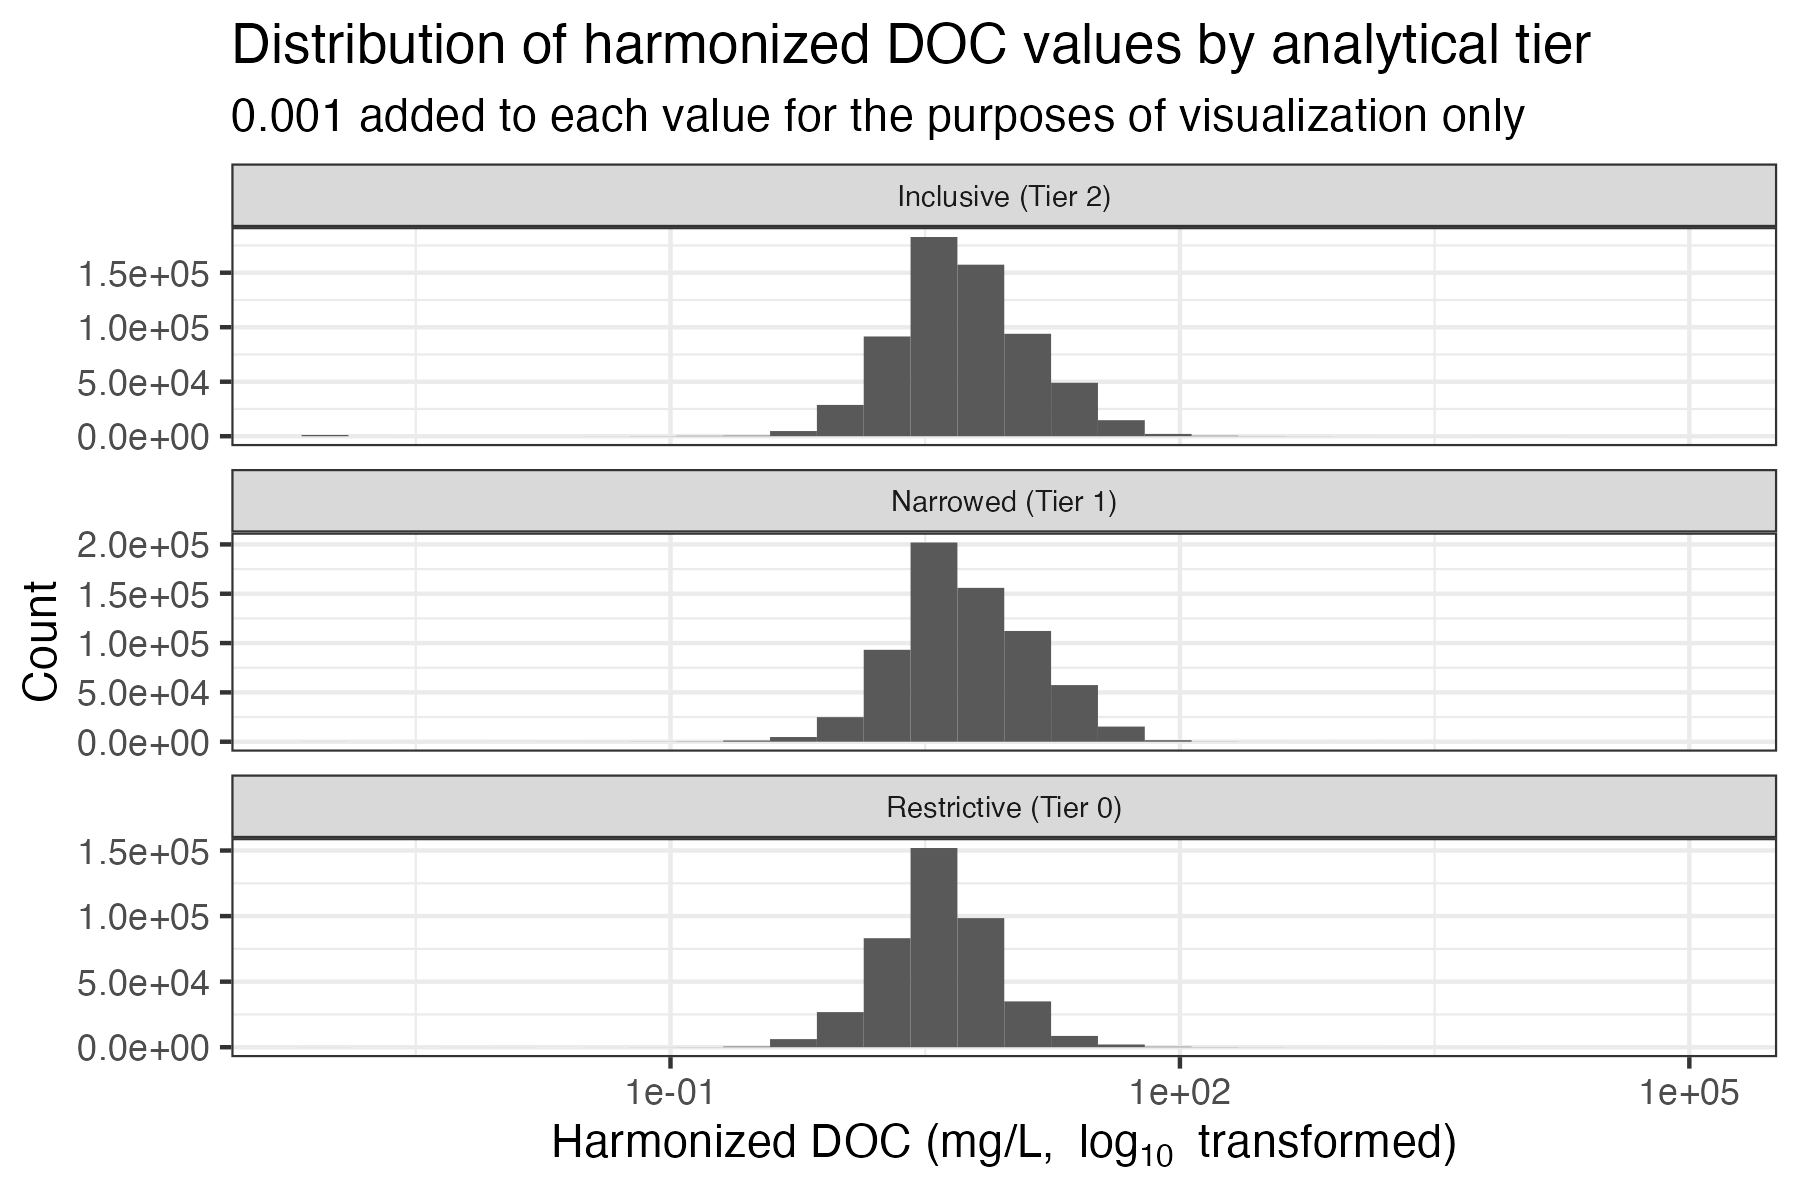 Distribution of harmonized DOC values by analytical tier
0.001 added to each value for the purposes of visualization only
Inclusive (Tier 2)
1.5e+05
1.0e+05
5.0e+04
0.0e+00
Narrowed (Tier 1)
2.0e+05
1.5e+05
1.0e+05
5.0e+04
0.0e+00
Count
Restrictive (Tier 0)
1.5e+05
1.0e+05
5.0e+04
0.0e+00
1e-01 1e+02 1e+05
Harmonized DOC (mg/L, log₁₀ transformed)